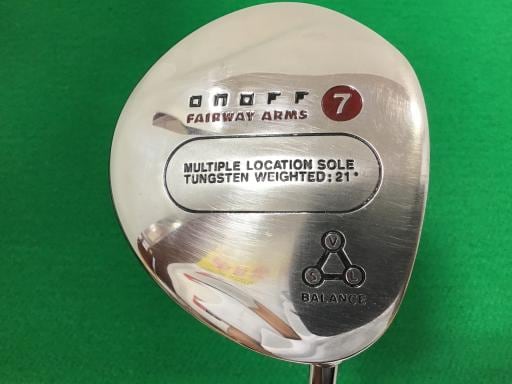 onoff 7
FAIRWAY ARMS
MULTIPLE LOCATION SOLE
TUNGSTEN WEIGHTED: 21°
V
S L
BALANCE